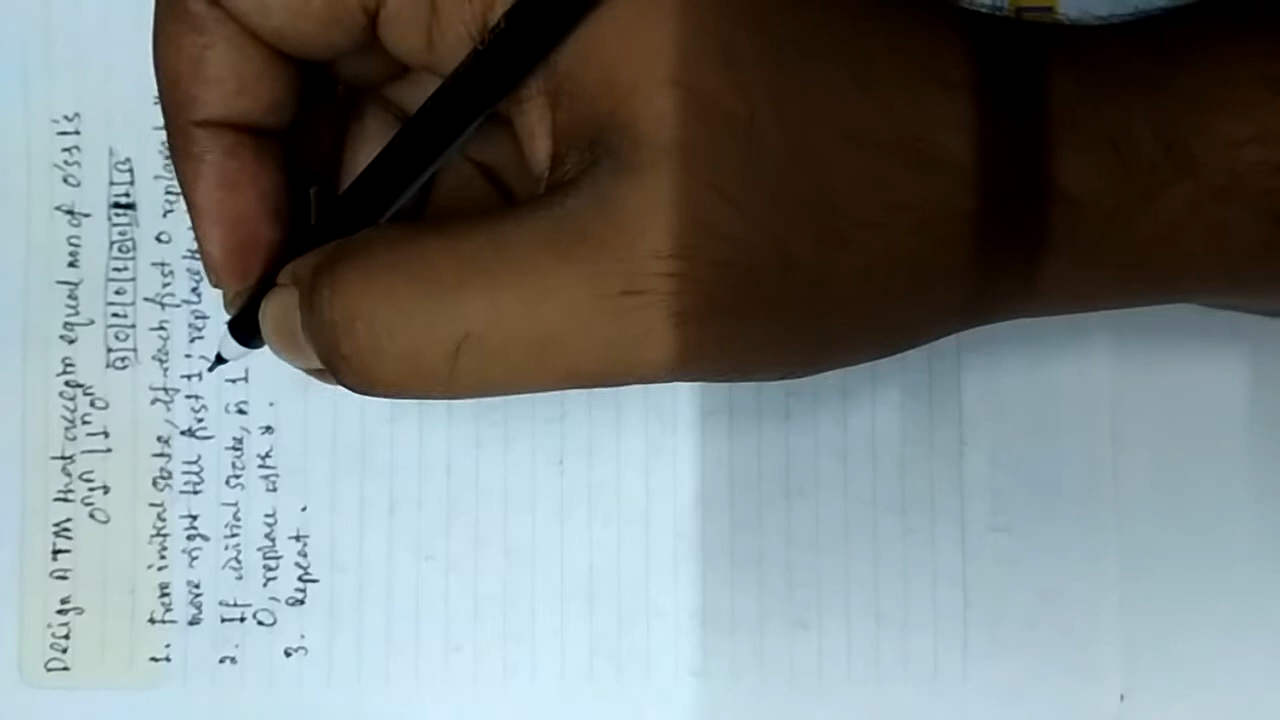 Design A TM that accepts equal no of 0's & 1's
0ⁿ1ⁿ | 1ⁿ0ⁿ
B 0 1 0 1 0 0 1 1 B
1. From initial state, if each first 0 replace
move right till first 1; replace
2. If initial state, is 1
0, replace with
3. Repeat.